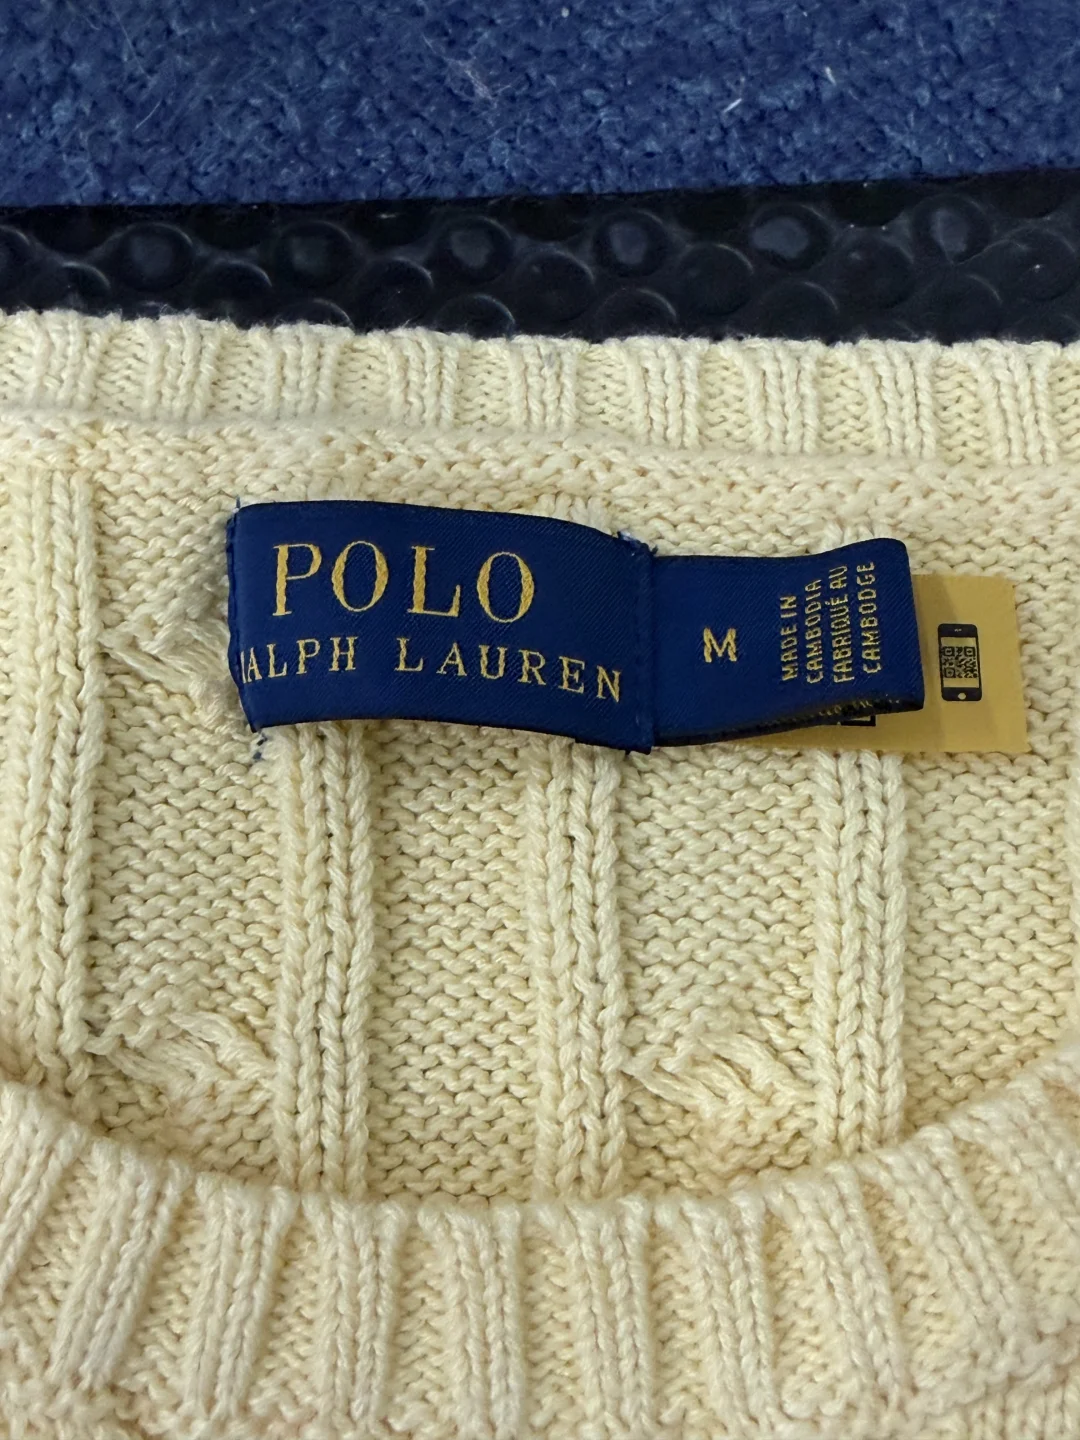 POLO
RALPH LAUREN
M
MADE IN
CAMBODIA
FABRIQUÉ AU
CAMBODGE